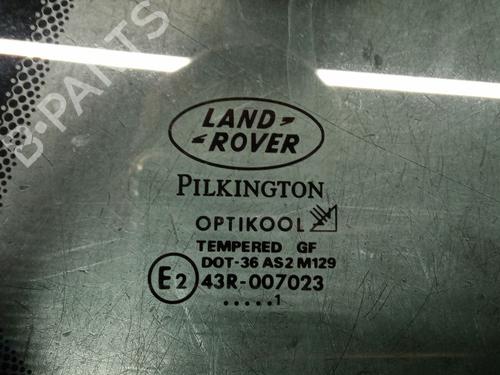 B-PARTS
LAND
ROVER
PILKINGTON
OPTIKOOL
TEMPERED GF
DOT-36 AS2 M129
E2 43R-007023
.....1